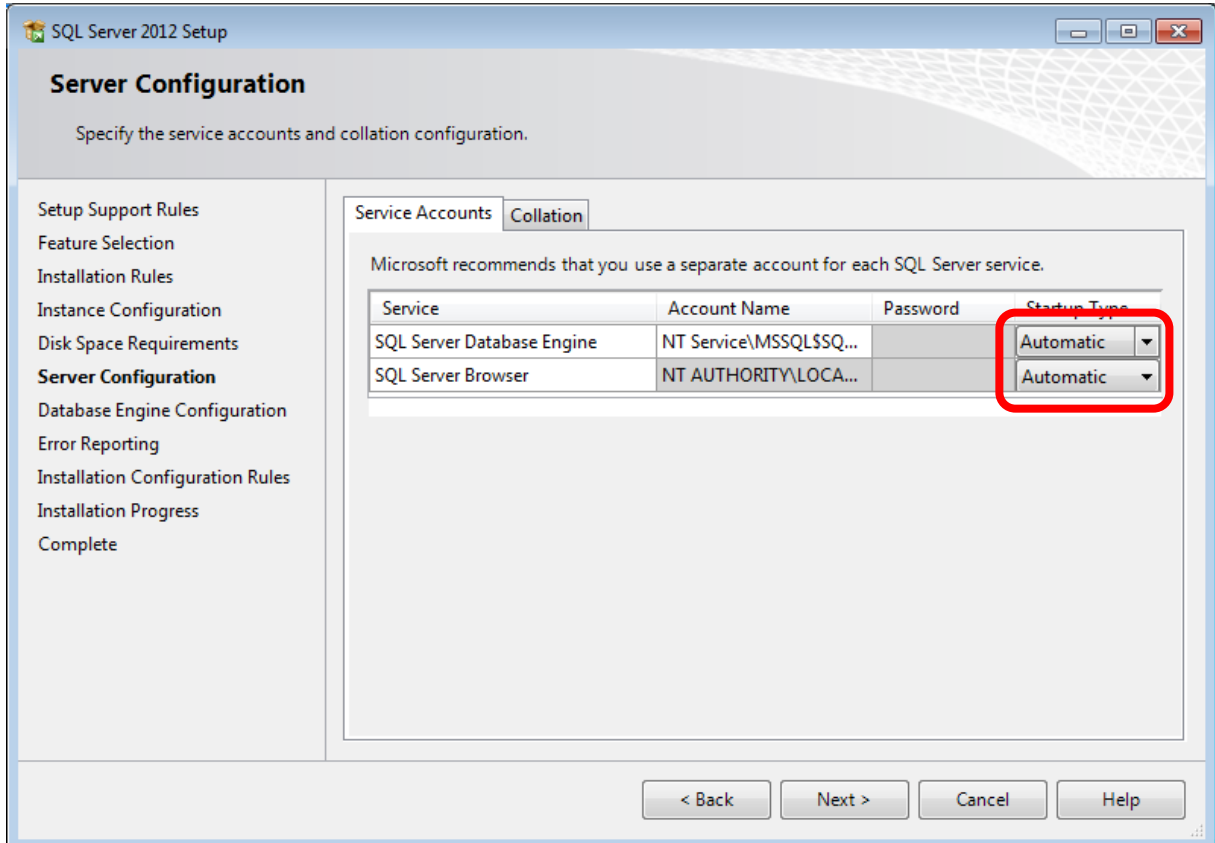 SQL Server 2012 Setup
Server Configuration
Specify the service accounts and collation configuration.
Setup Support Rules
Feature Selection
Installation Rules
Instance Configuration
Disk Space Requirements
Server Configuration
Database Engine Configuration
Error Reporting
Installation Configuration Rules
Installation Progress
Complete
Service Accounts Collation
Microsoft recommends that you use a separate account for each SQL Server service.
Service Account Name Password Startup Type
SQL Server Database Engine NT Service\MSSQL$SQ... Automatic
SQL Server Browser NT AUTHORITY\LOCA... Automatic
< Back Next > Cancel Help